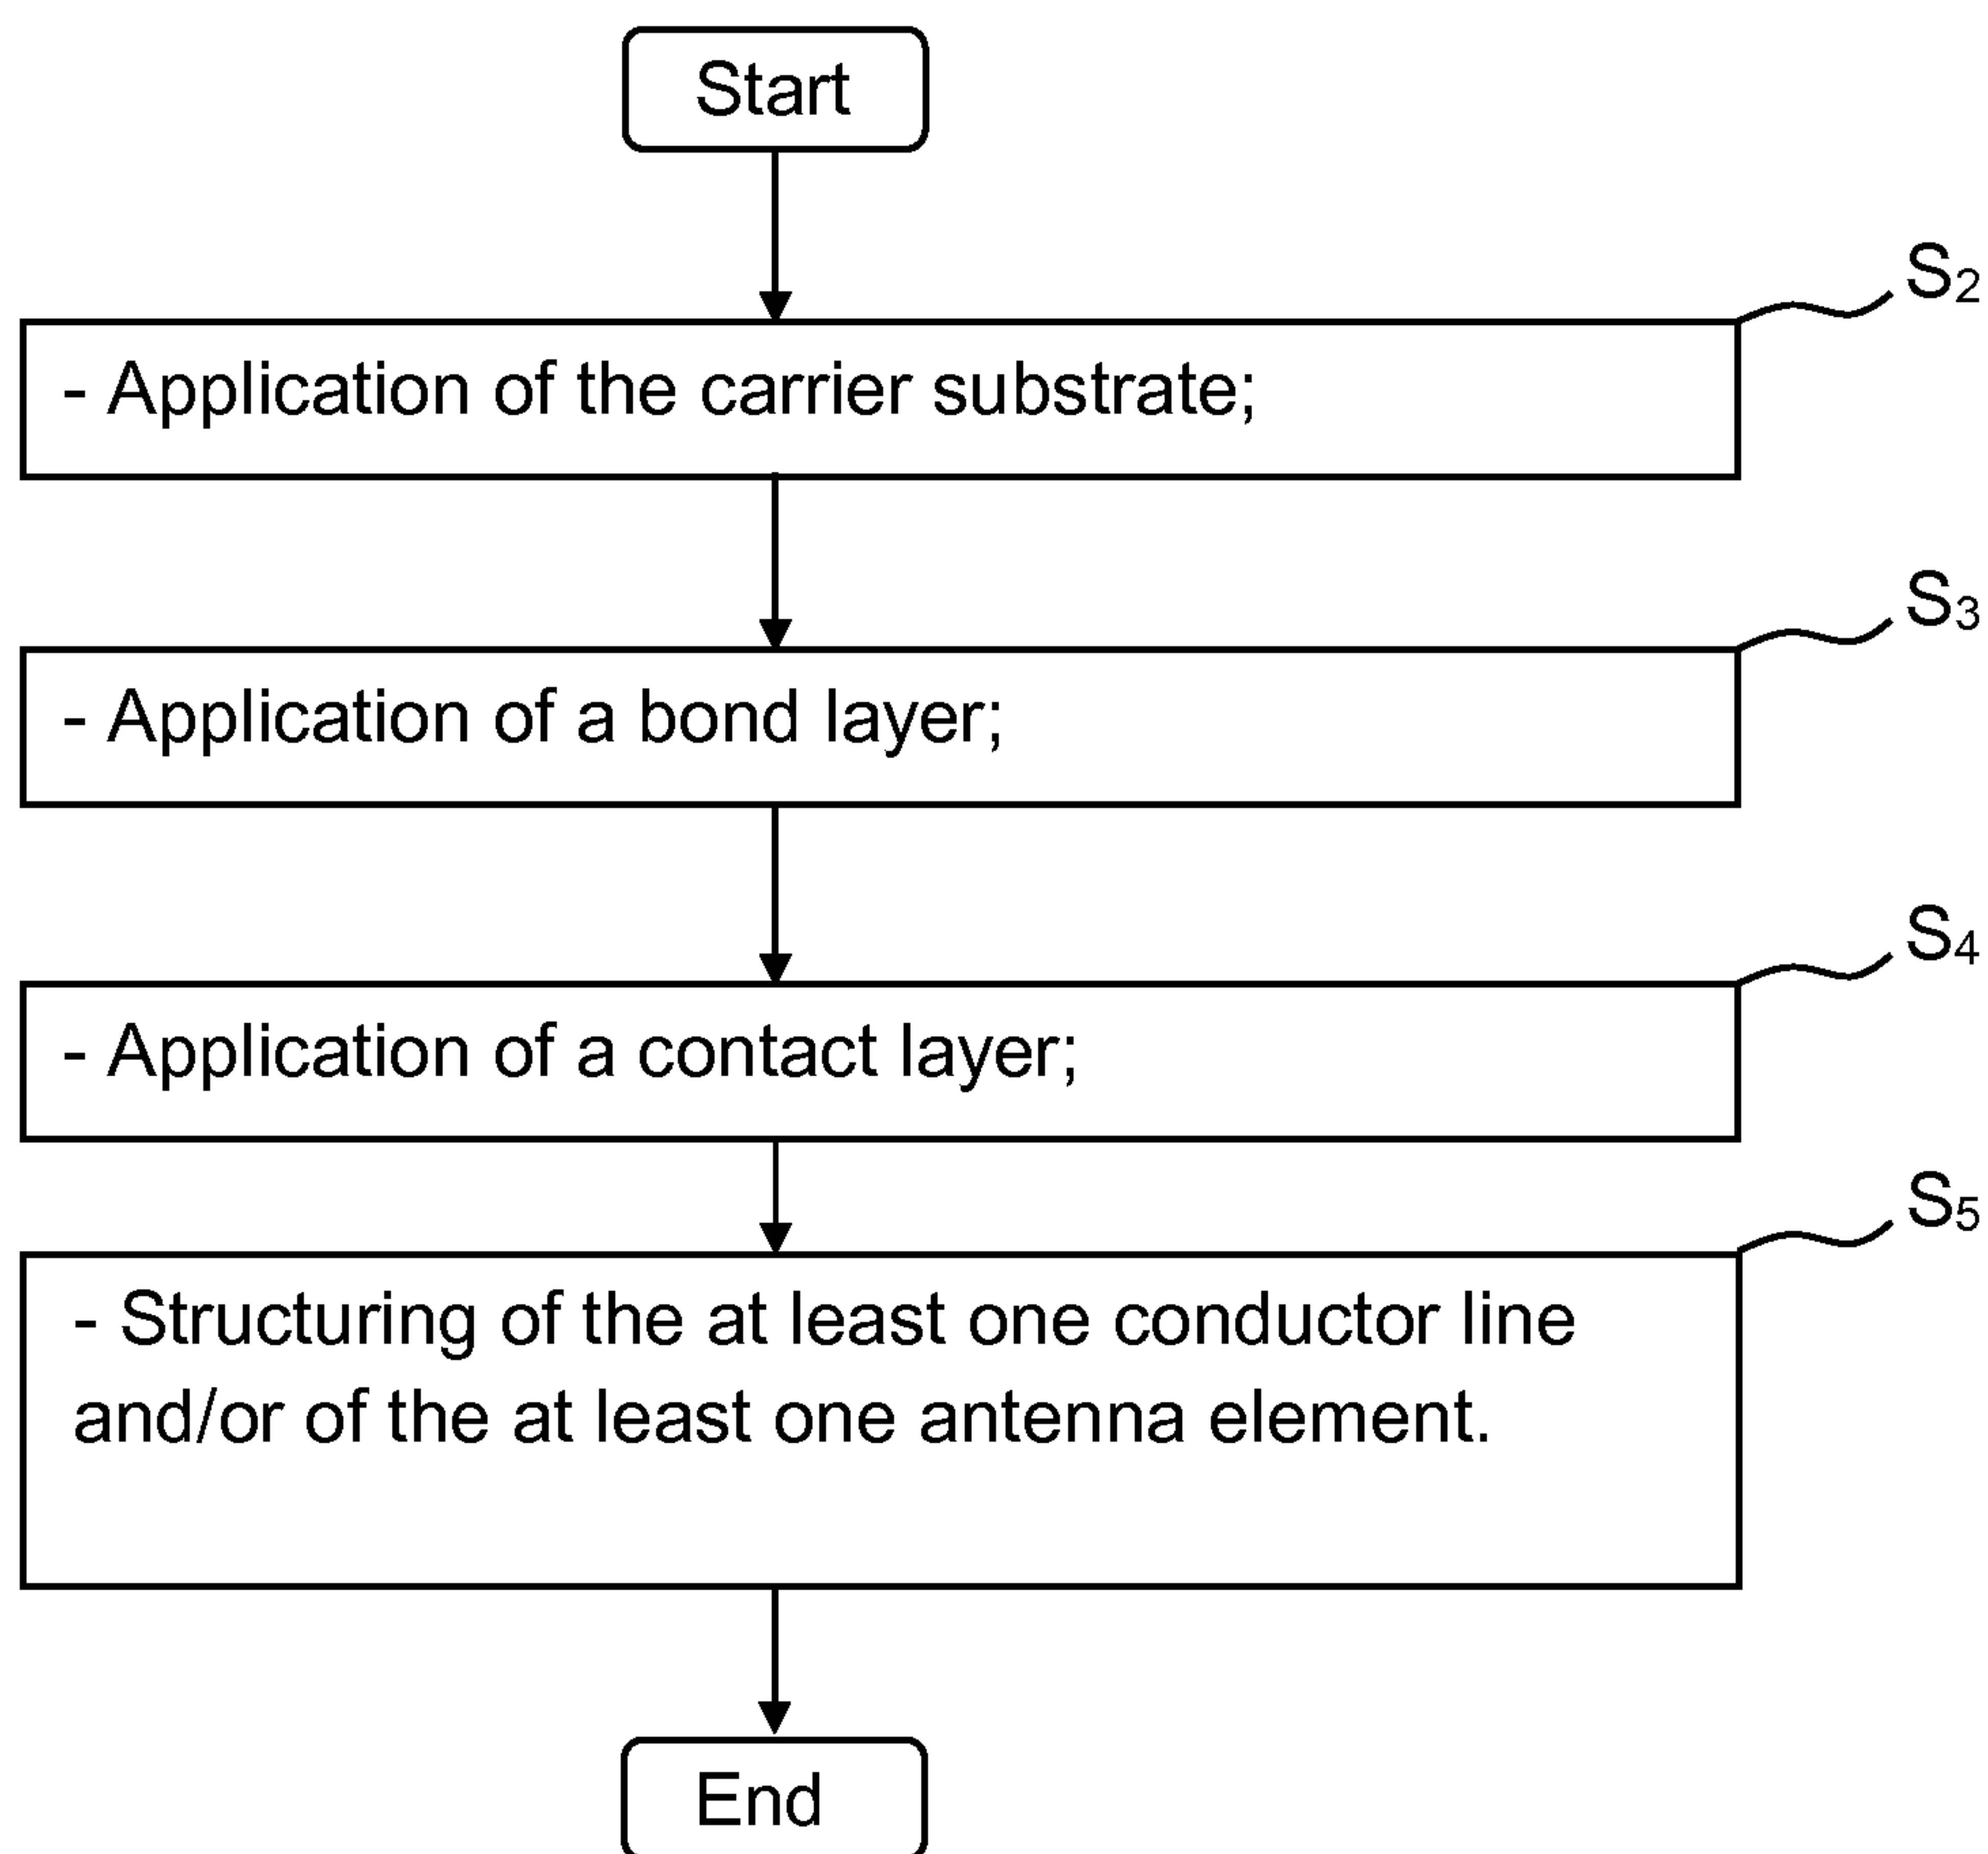 Start
S2
- Application of the carrier substrate;
S3
- Application of a bond layer;
S4
- Application of a contact layer;
S5
- Structuring of the at least one conductor line
and/or of the at least one antenna element.
End